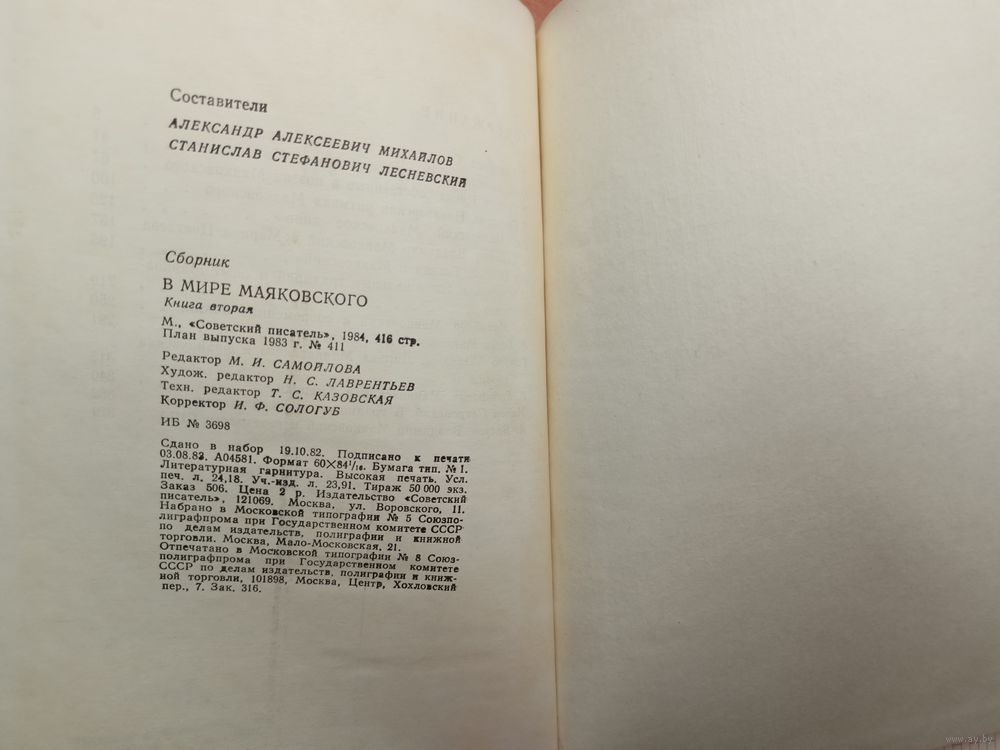 Составители
АЛЕКСАНДР АЛЕКСЕЕВИЧ МИХАЙЛОВ
СТАНИСЛАВ СТЕФАНОВИЧ ЛЕСНЕВСКИЙ
Сборник
В МИРЕ МАЯКОВСКОГО
Книга вторая
М., «Советский писатель», 1984, 416 стр.
План выпуска 1983 г. № 411
Редактор М. И. САМОЙЛОВА
Худож. редактор Н. С. ЛАВРЕНТЬЕВ
Техн. редактор Т. С. КАЗОВСКАЯ
Корректор И. Ф. СОЛОГУБ
ИБ № 3698
Сдано в набор 19.10.82. Подписано к печати
03.08.83. А04581. Формат 60×84¹/₁₆. Бумага тип. № 1.
Литературная гарнитура. Высокая печать. Усл.
печ. л. 24,18. Уч.-изд. л. 23,91. Тираж 50 000 экз.
Заказ 506. Цена 2 р. Издательство «Советский
писатель», 121069. Москва, ул. Воровского, 11.
Набрано в Московской типографии № 5 Союзпо-
лиграфпрома при Государственном комитете СССР
по делам издательств, полиграфии и книжной
торговли. Москва, Мало-Московская, 21.
Отпечатано в Московской типографии № 8 Союз-
полиграфпрома при Государственном комитете
СССР по делам издательств, полиграфии и книж-
ной торговли, 101898, Москва, Центр, Хохловский
пер., 7. Зак. 316.
www.ay.by